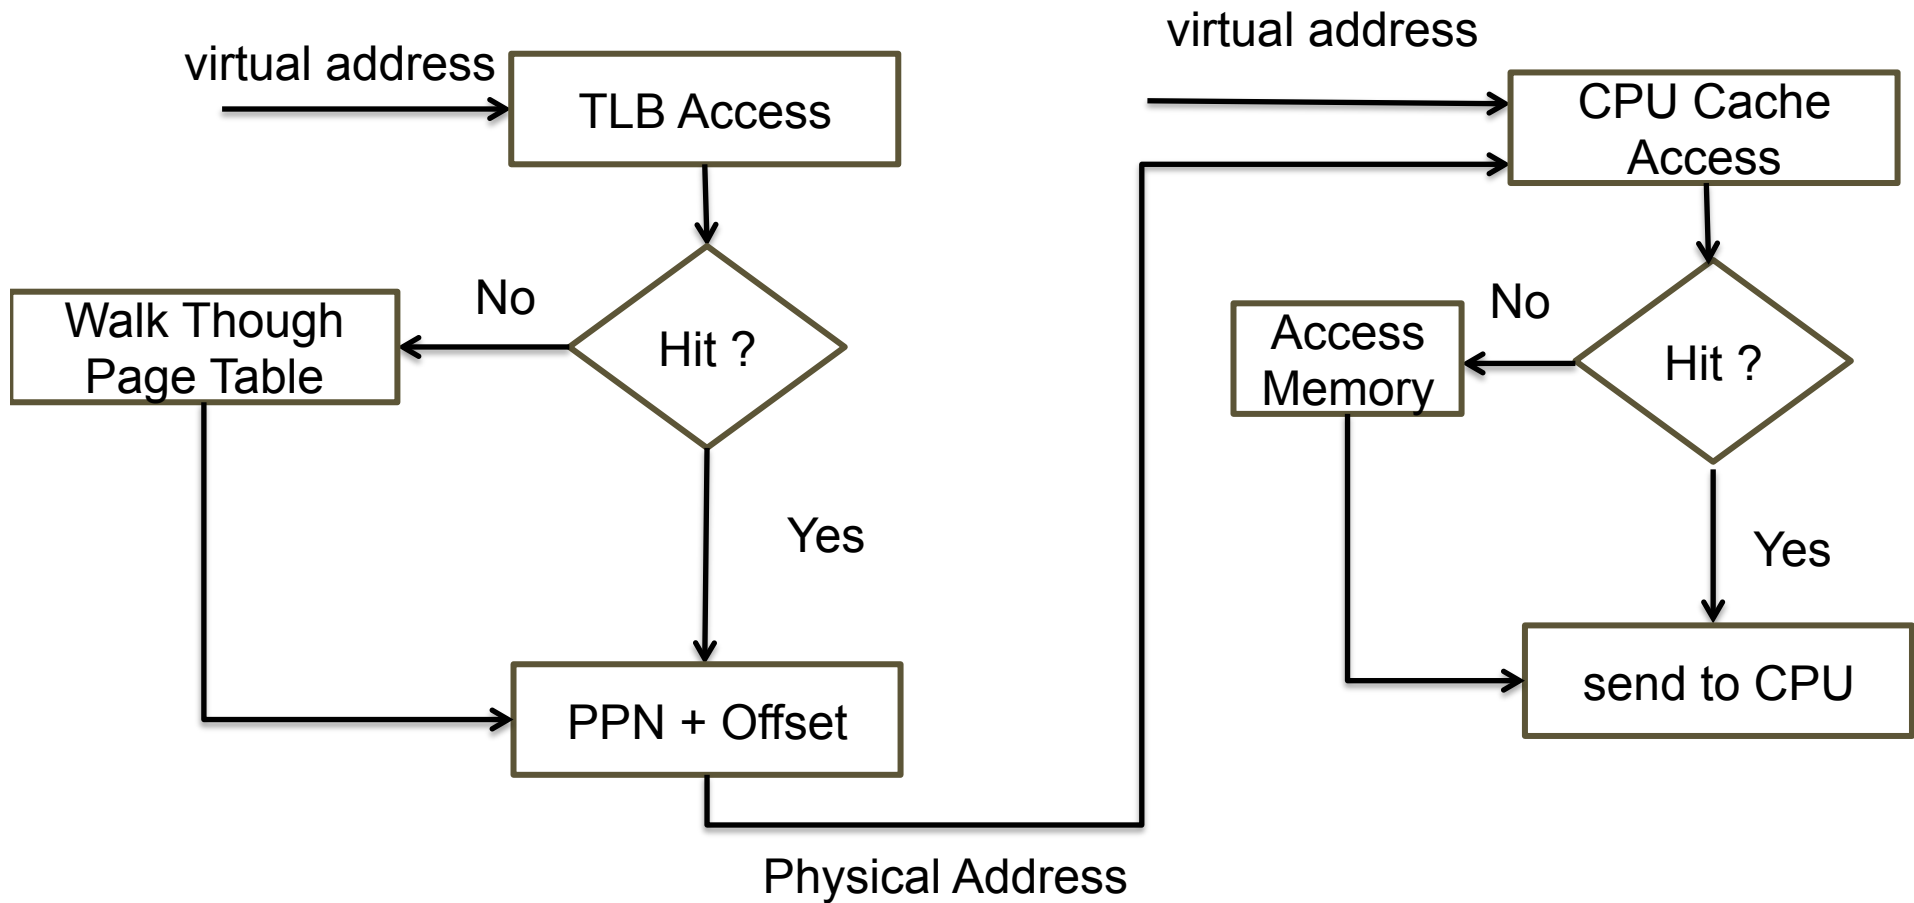 virtual address
TLB Access
Hit ?
No
Walk Though
Page Table
Yes
PPN + Offset
Physical Address
virtual address
CPU Cache
Access
Hit ?
No
Access
Memory
Yes
send to CPU